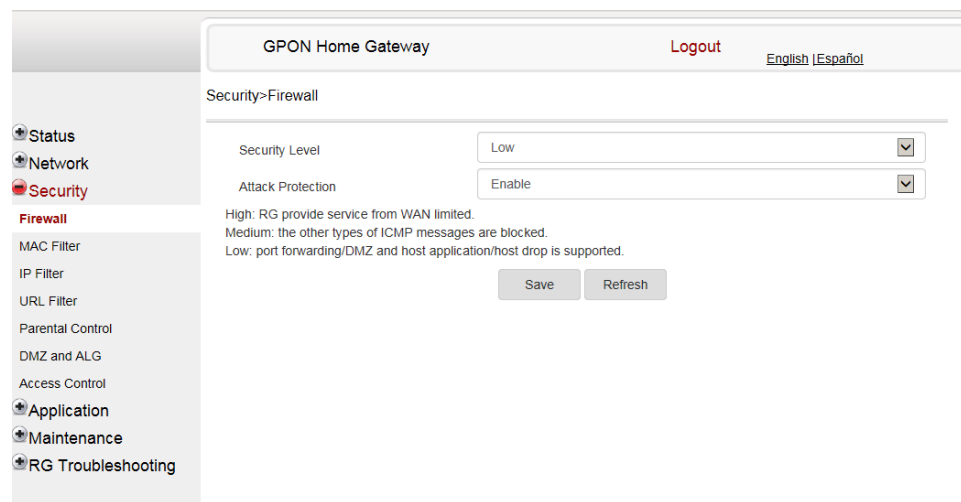 GPON Home Gateway
Logout
English |Español
Security>Firewall
Status
Network
Security
Firewall
MAC Filter
IP Filter
URL Filter
Parental Control
DMZ and ALG
Access Control
Application
Maintenance
RG Troubleshooting
Security Level
Low
Attack Protection
Enable
High: RG provide service from WAN limited.
Medium: the other types of ICMP messages are blocked.
Low: port forwarding/DMZ and host application/host drop is supported.
Save
Refresh